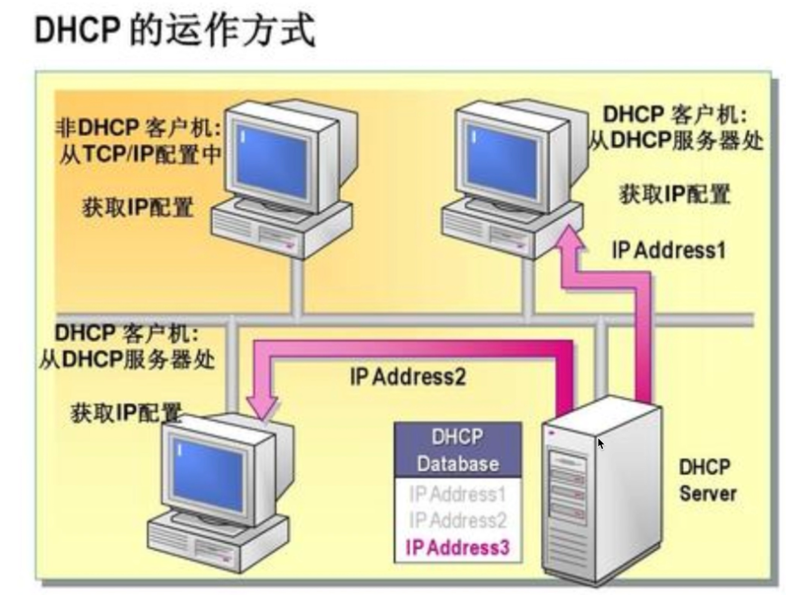 DHCP 的运作方式
非DHCP 客户机:
从TCP/IP配置中
获取IP配置
DHCP 客户机:
从DHCP服务器处
获取IP配置
IP Address1
DHCP 客户机:
从DHCP服务器处
获取IP配置
IP Address2
DHCP
Database
IP Address1
IP Address2
IP Address3
DHCP
Server